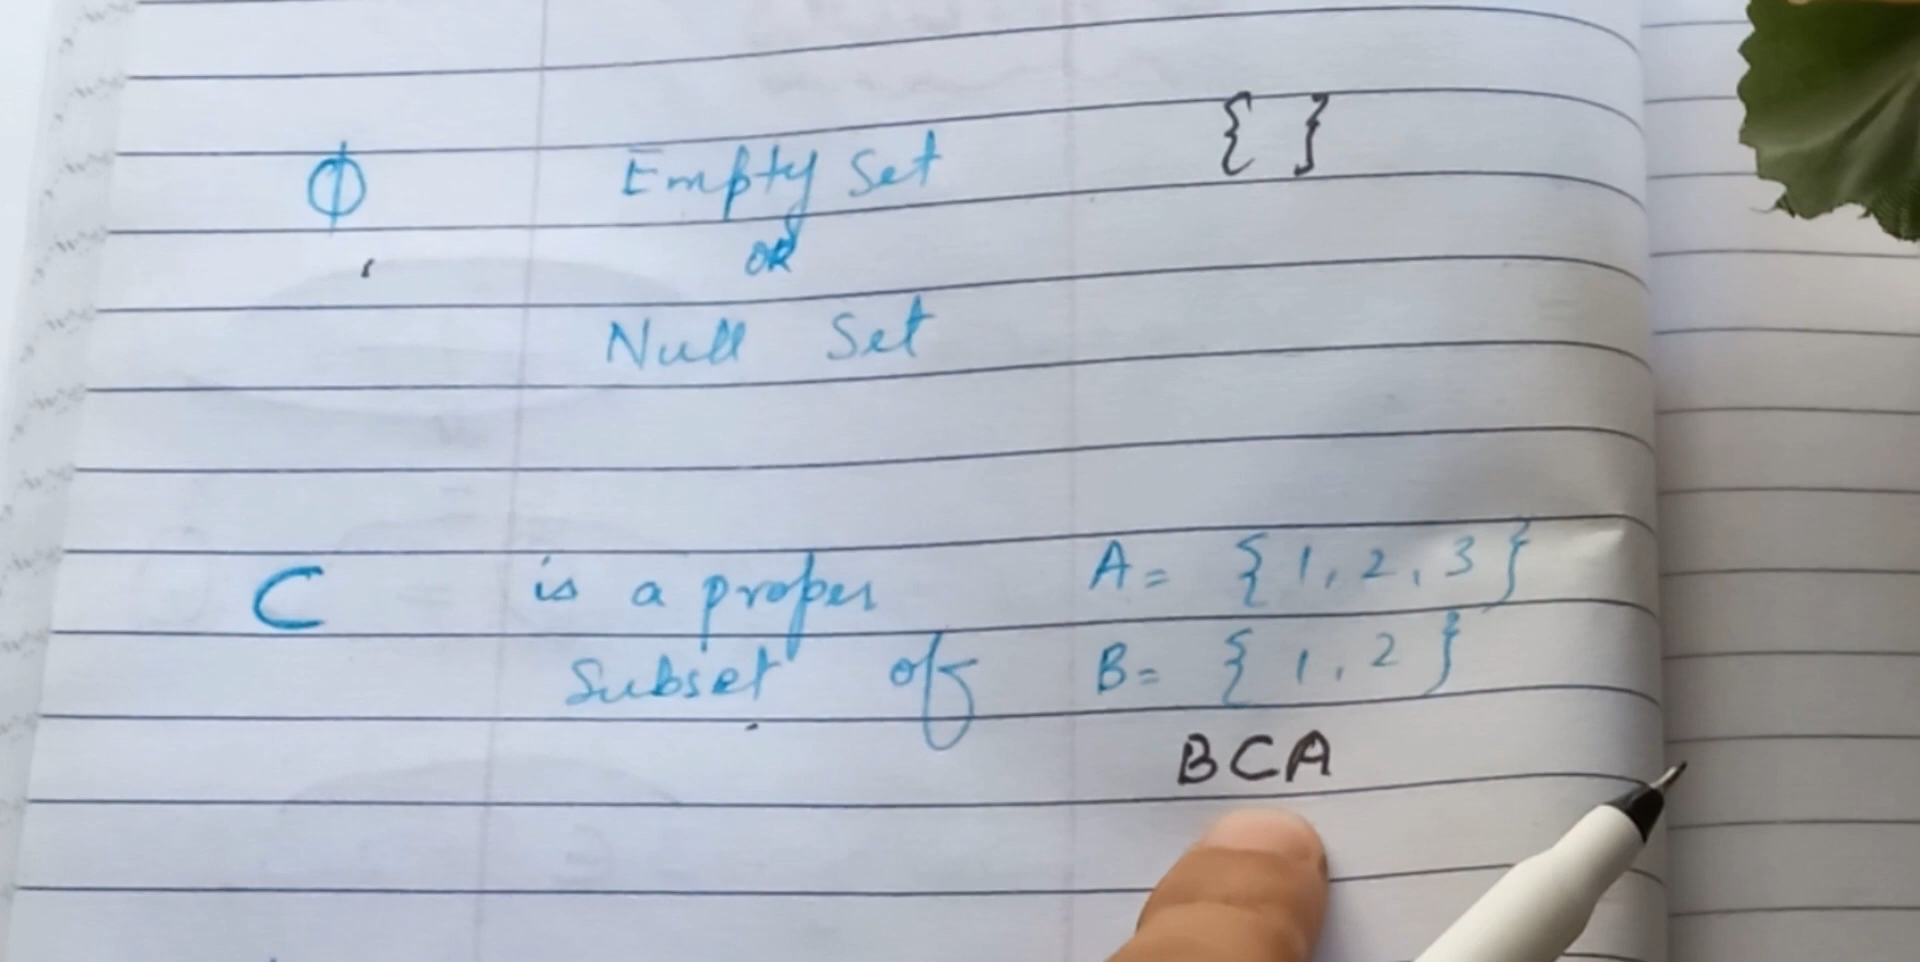 Φ Empty Set { }
OR
Null Set
⊂ is a proper A= {1, 2, 3}
Subset of B= {1, 2}
B⊂A